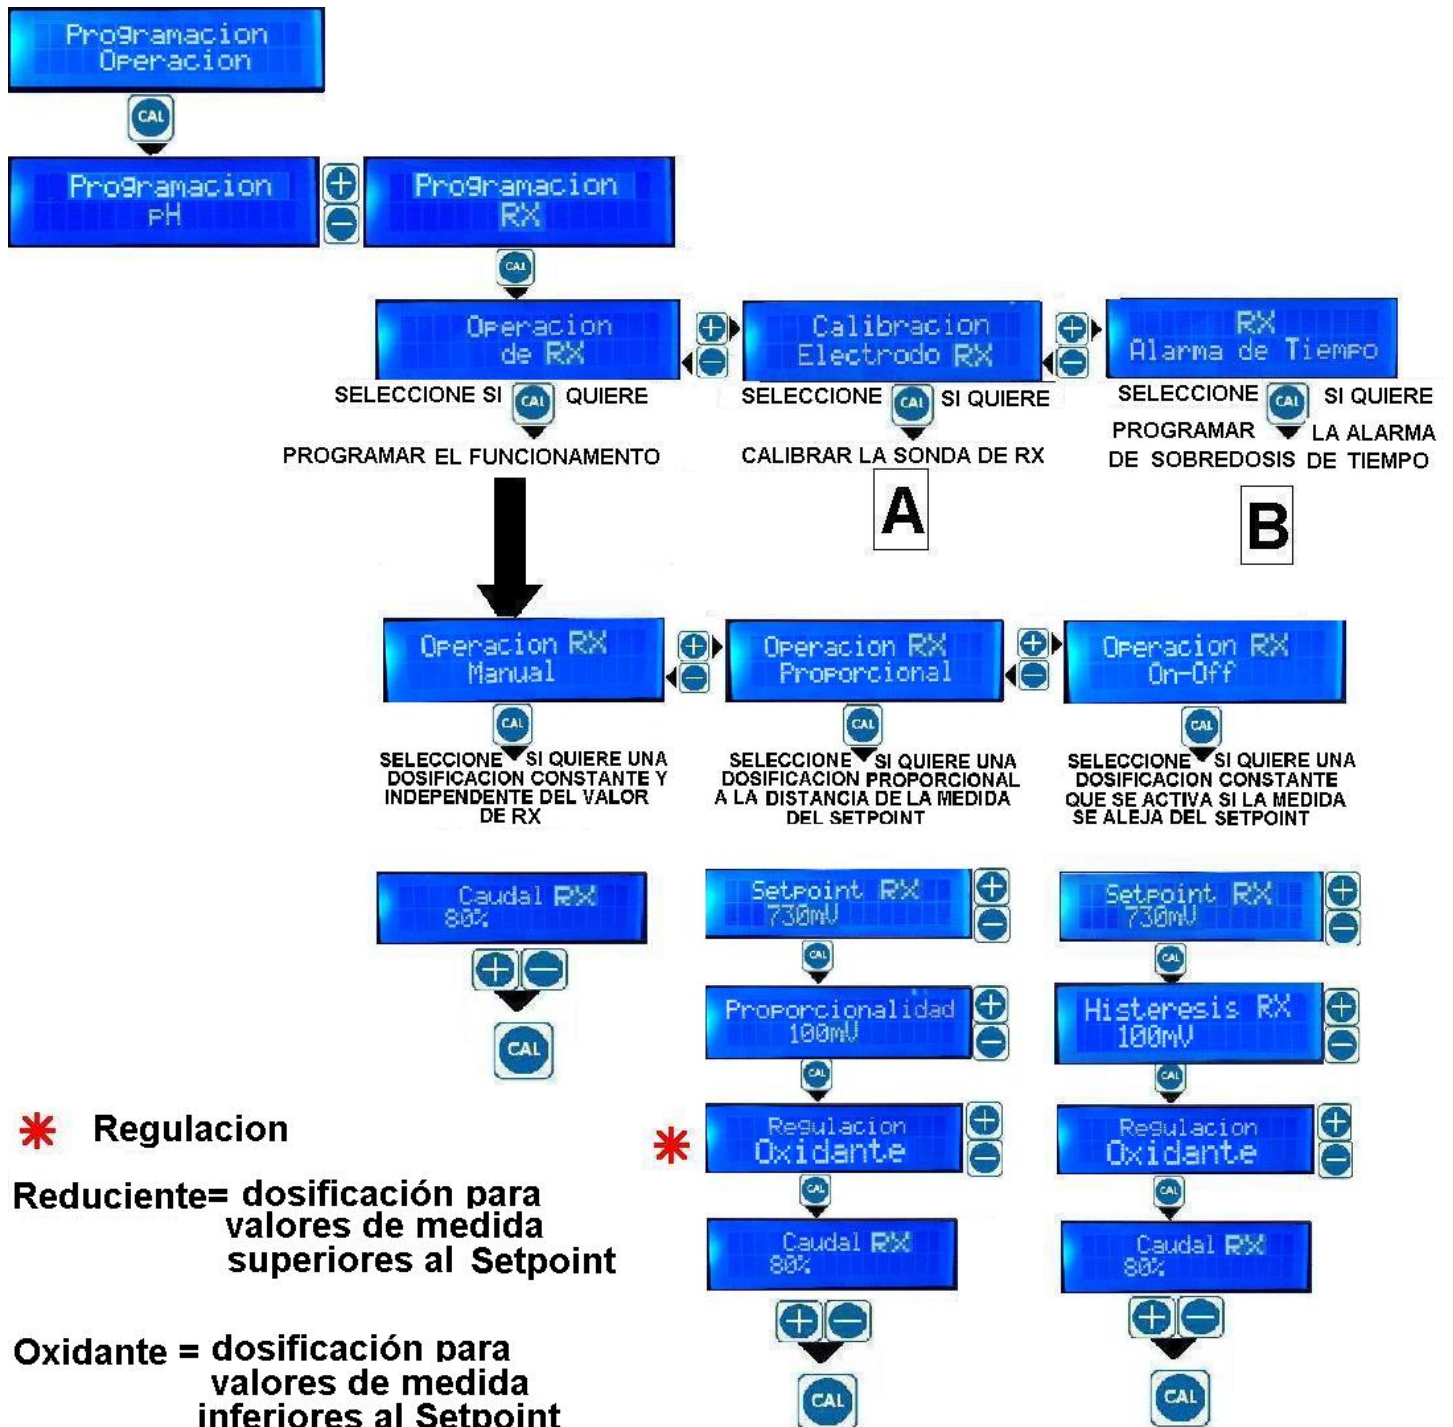 Programacion
Operacion
CAL
Programacion
pH
Programacion
RX
CAL
Operacion
de RX
Calibracion
Electrodo RX
RX
Alarma de Tiempo
SELECCIONE SI CAL QUIERE
PROGRAMAR EL FUNCIONAMENTO
SELECCIONE CAL SI QUIERE
CALIBRAR LA SONDA DE RX
A
SELECCIONE CAL SI QUIERE
PROGRAMAR LA ALARMA
DE SOBREDOSIS DE TIEMPO
B
Operacion RX
Manual
Operacion RX
Proporcional
Operacion RX
On-Off
CAL
SELECCIONE SI QUIERE UNA
DOSIFICACION CONSTANTE Y
INDEPENDENTE DEL VALOR
DE RX
CAL
SELECCIONE SI QUIERE UNA
DOSIFICACION PROPORCIONAL
A LA DISTANCIA DE LA MEDIDA
DEL SETPOINT
CAL
SELECCIONE SI QUIERE UNA
DOSIFICACION CONSTANTE
QUE SE ACTIVA SI LA MEDIDA
SE ALEJA DEL SETPOINT
Caudal RX
80%
CAL
Setpoint RX
730mV
CAL
Proporcionalidad
100mV
CAL
Regulacion
Oxidante
CAL
Caudal RX
80%
CAL
Setpoint RX
730mV
CAL
Histeresis RX
100mV
CAL
Regulacion
Oxidante
CAL
Caudal RX
80%
CAL
Regulacion
Reduciente= dosificación para
valores de medida
superiores al Setpoint
Oxidante = dosificación para
valores de medida
inferiores al Setpoint